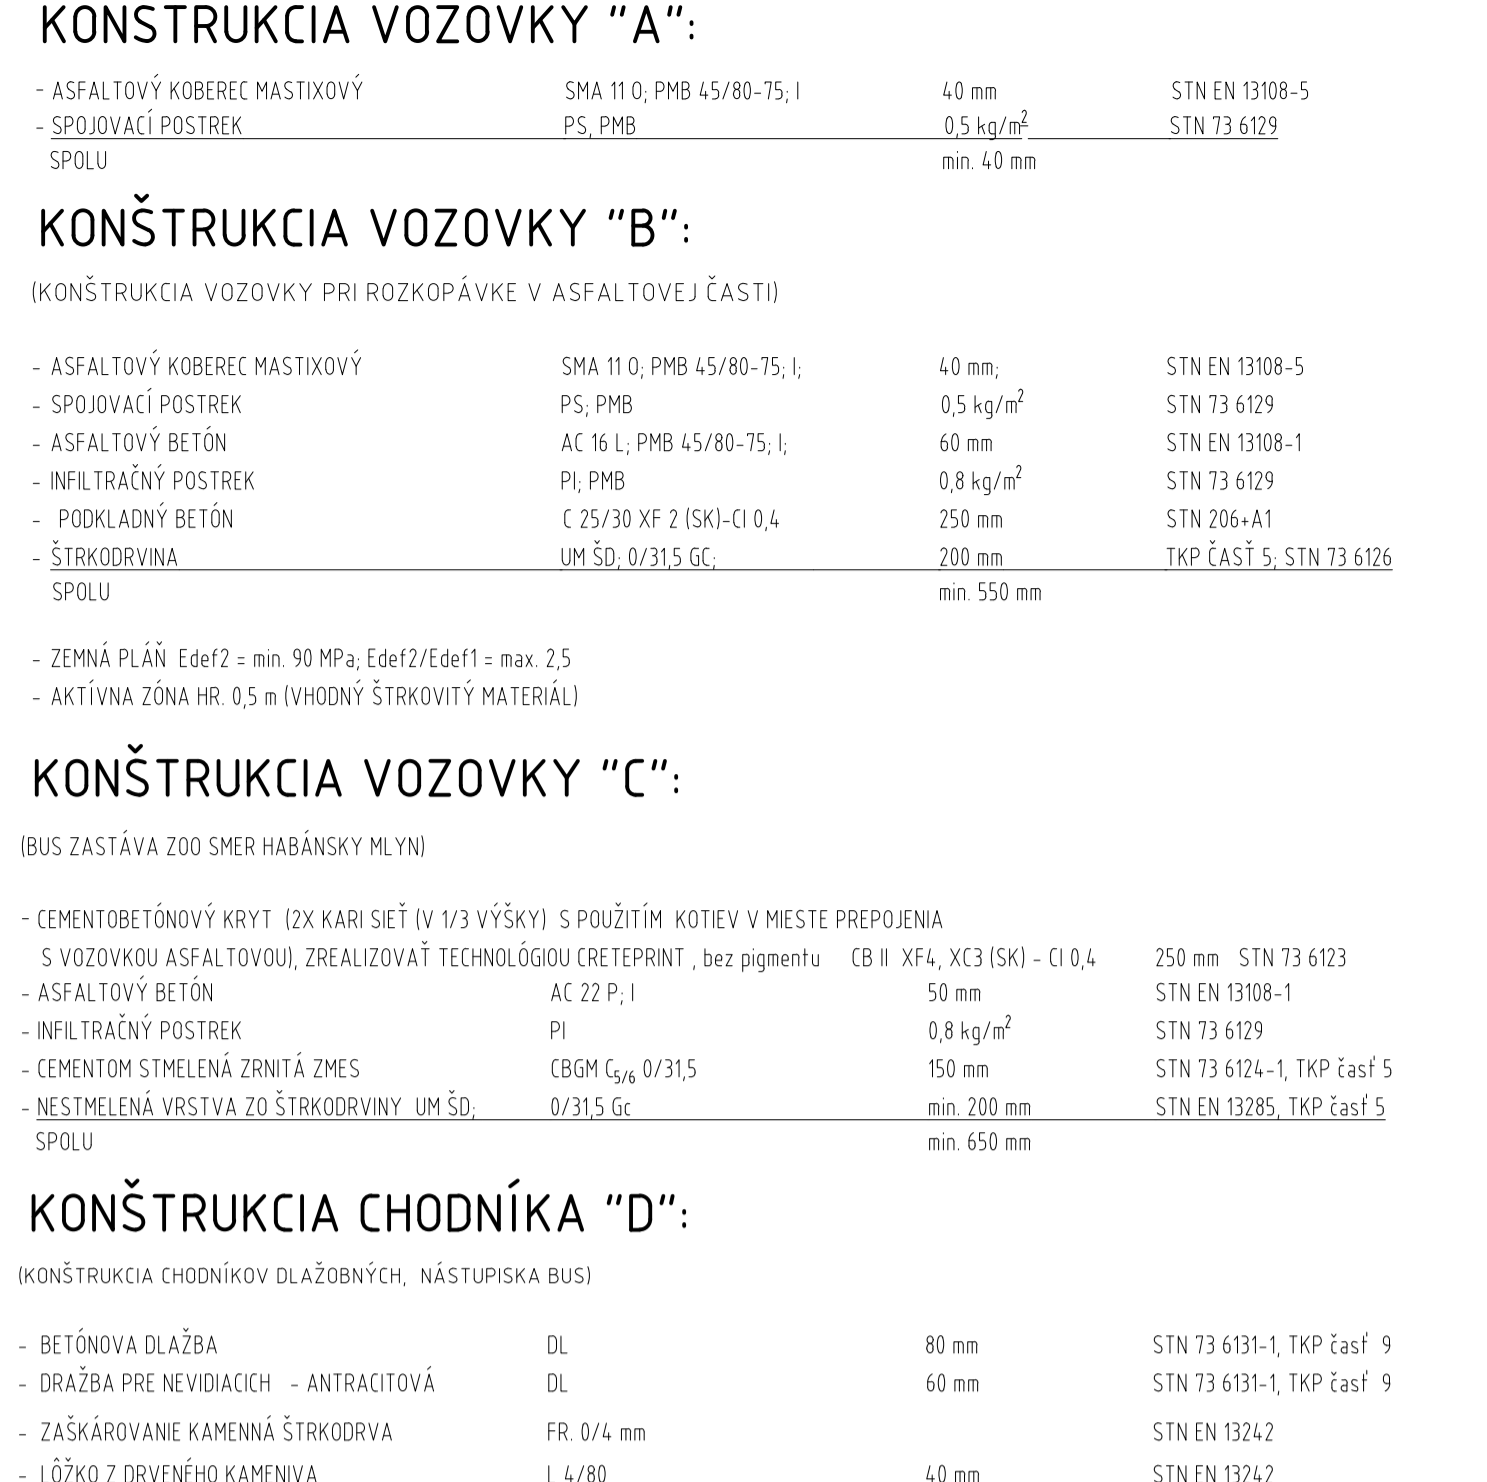 KONŠTRUKCIA VOZOVKY "A":
- ASFALTOVÝ KOBEREC MASTIXOVÝ SMA 11 O; PMB 45/80-75; I 40 mm STN EN 13108-5
- SPOJOVACÍ POSTREK PS, PMB 0,5 kg/m² STN 73 6129
SPOLU min. 40 mm
KONŠTRUKCIA VOZOVKY "B":
(KONŠTRUKCIA VOZOVKY PRI ROZKOPÁVKE V ASFALTOVEJ ČASTI)
- ASFALTOVÝ KOBEREC MASTIXOVÝ SMA 11 O; PMB 45/80-75; I; 40 mm; STN EN 13108-5
- SPOJOVACÍ POSTREK PS; PMB 0,5 kg/m² STN 73 6129
- ASFALTOVÝ BETÓN AC 16 L; PMB 45/80-75; I; 60 mm STN EN 13108-1
- INFILTRAČNÝ POSTREK PI; PMB 0,8 kg/m² STN 73 6129
- PODKLADNÝ BETÓN C 25/30 XF 2 (SK)-CI 0,4 250 mm STN 206+A1
- ŠTRKODRVINA UM ŠD; 0/31,5 GC; 200 mm TKP ČASŤ 5; STN 73 6126
SPOLU min. 550 mm
- ZEMNÁ PLÁŇ Edef2 = min. 90 MPa; Edef2/Edef1 = max. 2,5
- AKTÍVNA ZÓNA HR. 0,5 m (VHODNÝ ŠTRKOVITÝ MATERIÁL)
KONŠTRUKCIA VOZOVKY "C":
(BUS ZASTÁVA ZOO SMER HABÁNSKY MLYN)
- CEMENTOBETÓNOVÝ KRYT (2X KARI SIEŤ (V 1/3 VÝŠKY) S POUŽITÍM KOTIEV V MIESTE PREPOJENIA
S VOZOVKOU ASFALTOVOU), ZREALIZOVAŤ TECHNOLÓGIOU CRETEPRINT , bez pigmentu CB II XF4, XC3 (SK) - CI 0,4 250 mm STN 73 6123
- ASFALTOVÝ BETÓN AC 22 P; I 50 mm STN EN 13108-1
- INFILTRAČNÝ POSTREK PI 0,8 kg/m² STN 73 6129
- CEMENTOM STMELENÁ ZRNITÁ ZMES CBGM C5/6 0/31,5 150 mm STN 73 6124-1, TKP časť 5
- NESTMELENÁ VRSTVA ZO ŠTRKODRVINY UM ŠD; 0/31,5 Gc min. 200 mm STN EN 13285, TKP časť 5
SPOLU min. 650 mm
KONŠTRUKCIA CHODNÍKA "D":
(KONŠTRUKCIA CHODNÍKOV DLAŽOBNÝCH, NÁSTUPISKA BUS)
- BETÓNOVA DLAŽBA DL 80 mm STN 73 6131-1, TKP časť 9
- DRAŽBA PRE NEVIDIACICH - ANTRACITOVÁ DL 60 mm STN 73 6131-1, TKP časť 9
- ZAŠKÁROVANIE KAMENNÁ ŠTRKODRVA FR. 0/4 mm STN EN 13242
- LÔŽKO Z DRVENÉHO KAMENIVA L 4/80 40 mm STN EN 13242